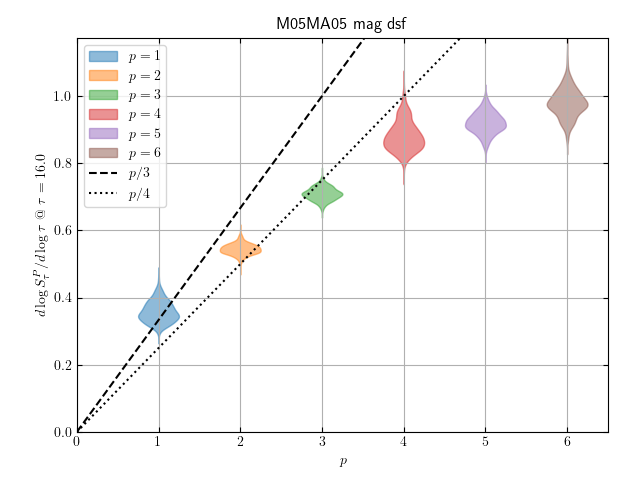 M05MA05 mag dsf
p = 1
p = 2
p = 3
p = 4
p = 5
p = 6
p/3
p/4
d log S_τ^P / d log τ @ τ = 16.0
1.0
0.8
0.6
0.4
0.2
0.0
0 1 2 3 4 5 6
p